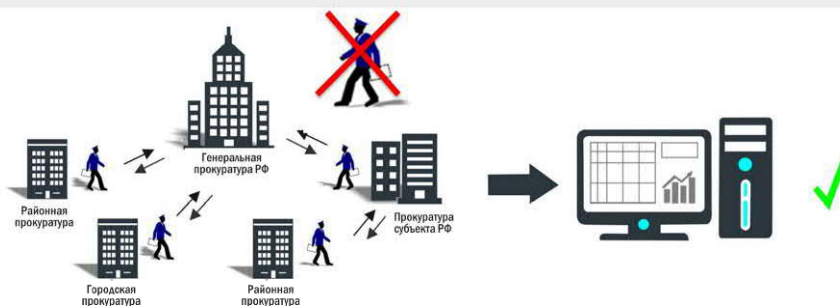 Генеральная
прокуратура РФ
Районная
прокуратура
Прокуратура
субъекта РФ
Городская
прокуратура
Районная
прокуратура